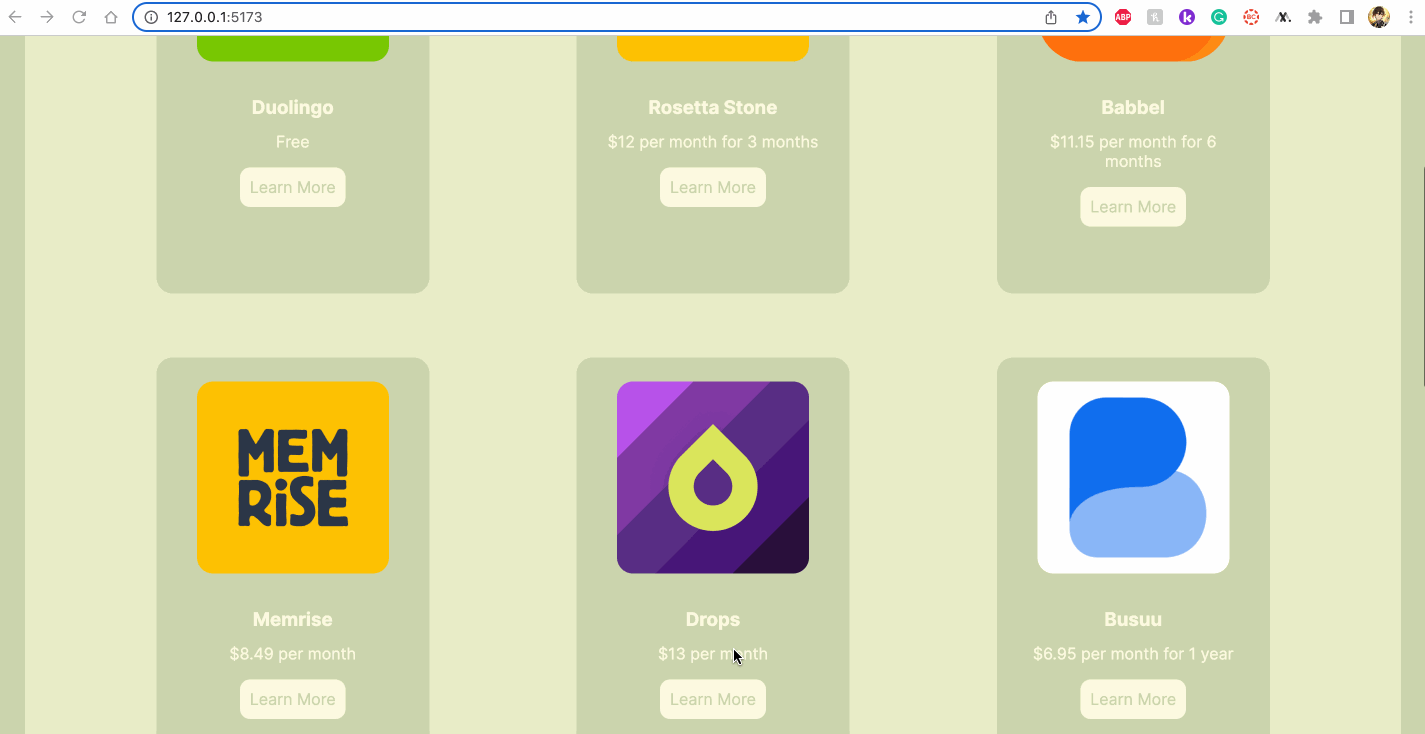 127.0.0.1:5173
ABP
BC
Duolingo
Rosetta Stone
Babbel
Free
$12 per month for 3 months
$11.15 per month for 6
months
Learn More
Learn More
Learn More
MEM
RiSE
Memrise
Drops
Busuu
$8.49 per month
$13 per month
$6.95 per month for 1 year
Learn More
Learn More
Learn More